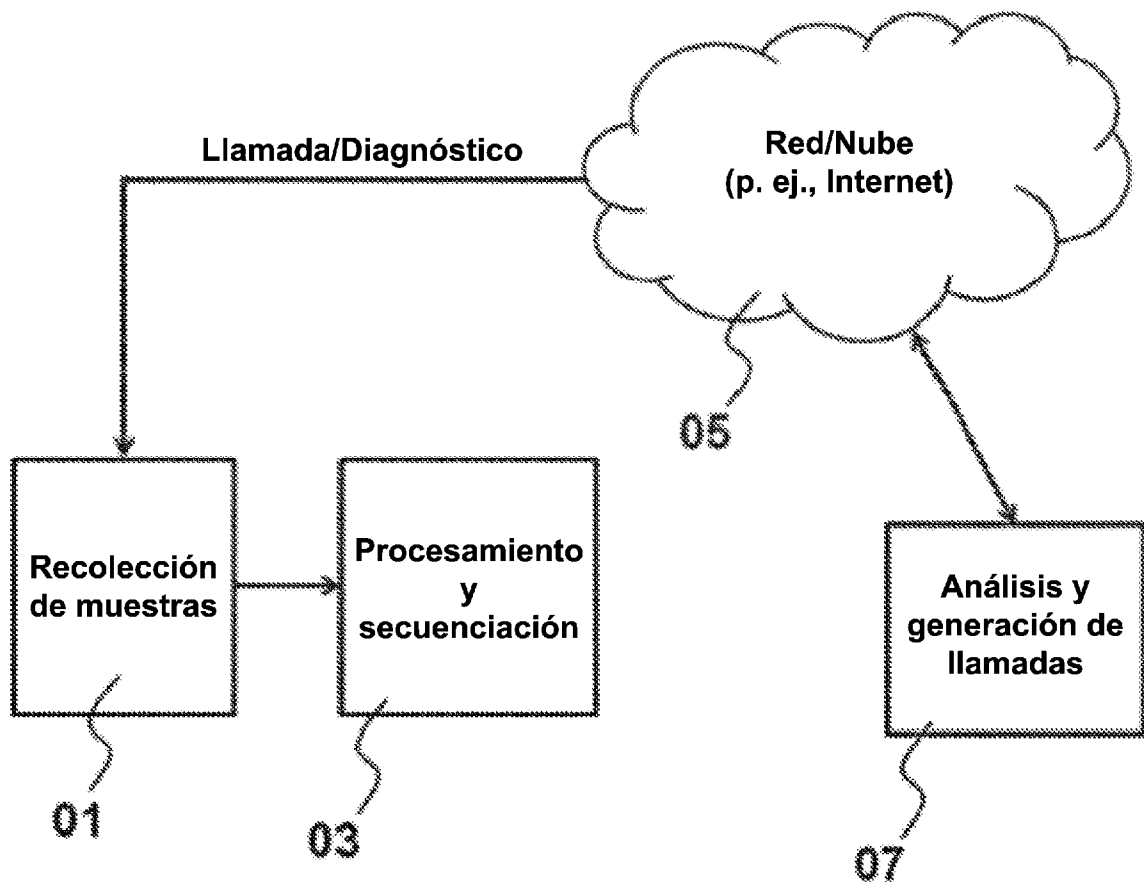 Llamada/Diagnóstico
Red/Nube
(p. ej., Internet)
05
Recolección
de muestras
Procesamiento
y
secuenciación
Análisis y
generación de
llamadas
01
03
07